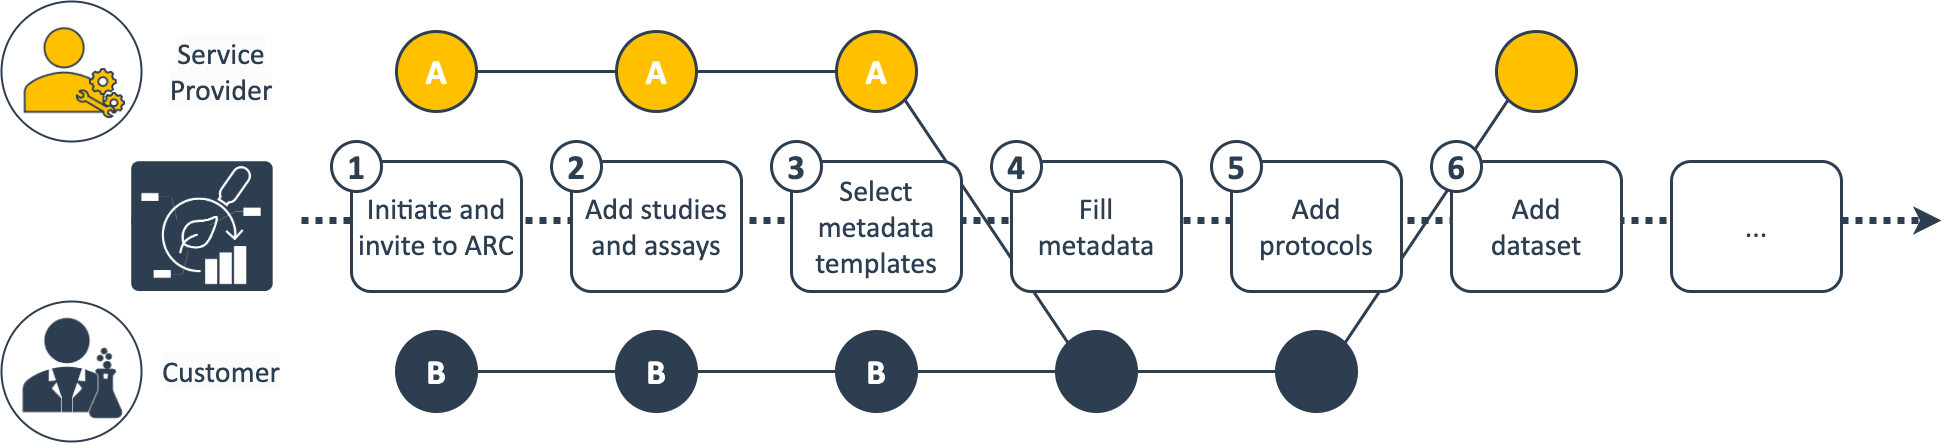 Service
Provider
A
A
A
1
Initiate and
invite to ARC
2
Add studies
and assays
3
Select
metadata
templates
4
Fill
metadata
5
Add
protocols
6
Add
dataset
...
Customer
B
B
B